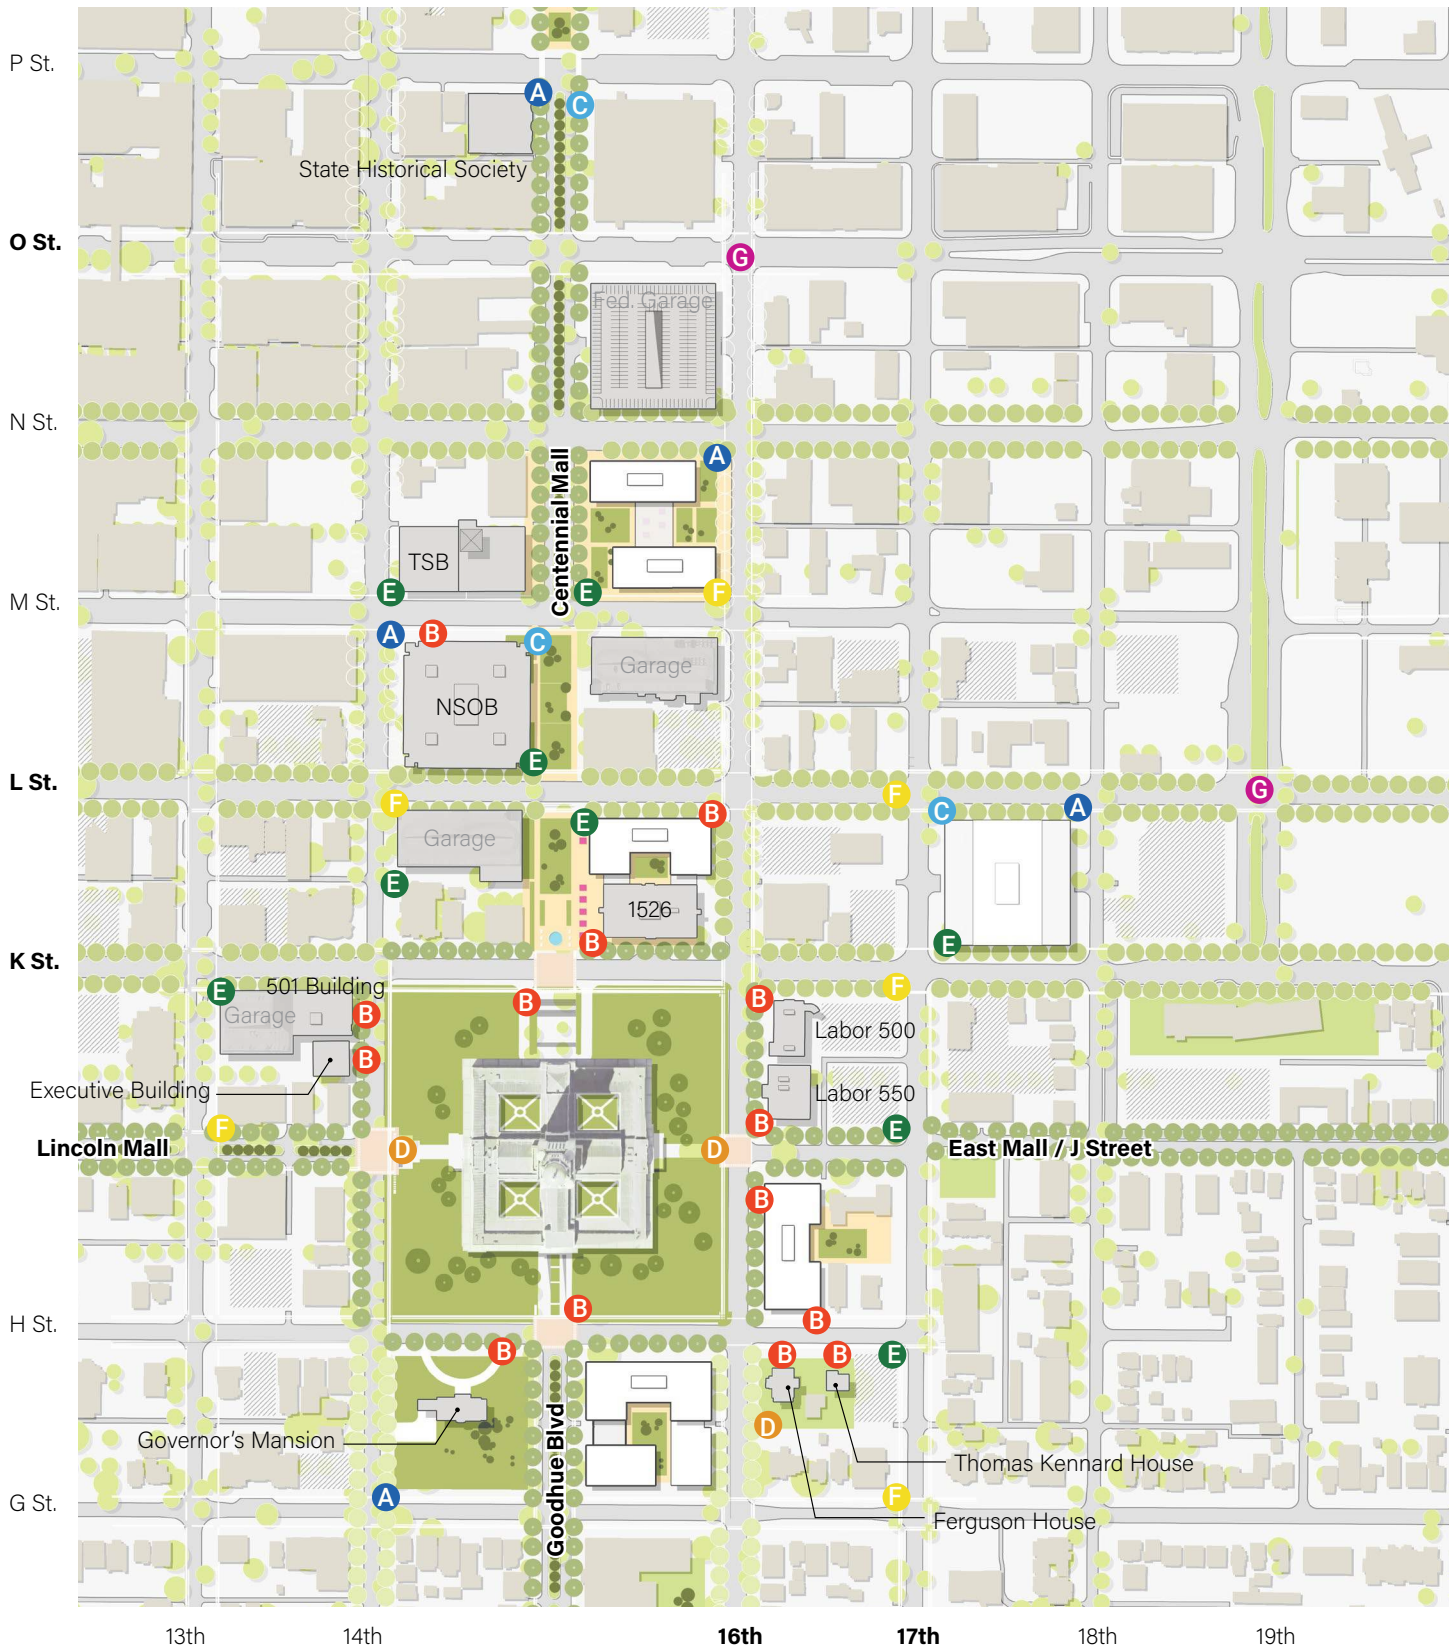 P St.
A
C
State Historical Society
O St.
G
Fed. Garage
N St.
A
Centennial Mall
TSB
E
E
F
M St.
A
B
C
Garage
NSOB
E
L St.
F
G
F
Garage
E
B
C
A
E
1526
B
E
K St.
501 Building
E
Garage
B
B
B
F
Labor 500
B
Executive Building
Labor 550
F
B
E
Lincoln Mall
D
D
East Mall / J Street
B
B
H St.
B
B
B
B
E
Governor's Mansion
D
Thomas Kennard House
Goodhue Blvd
G St.
A
F
Ferguson House
13th
14th
16th
17th
18th
19th